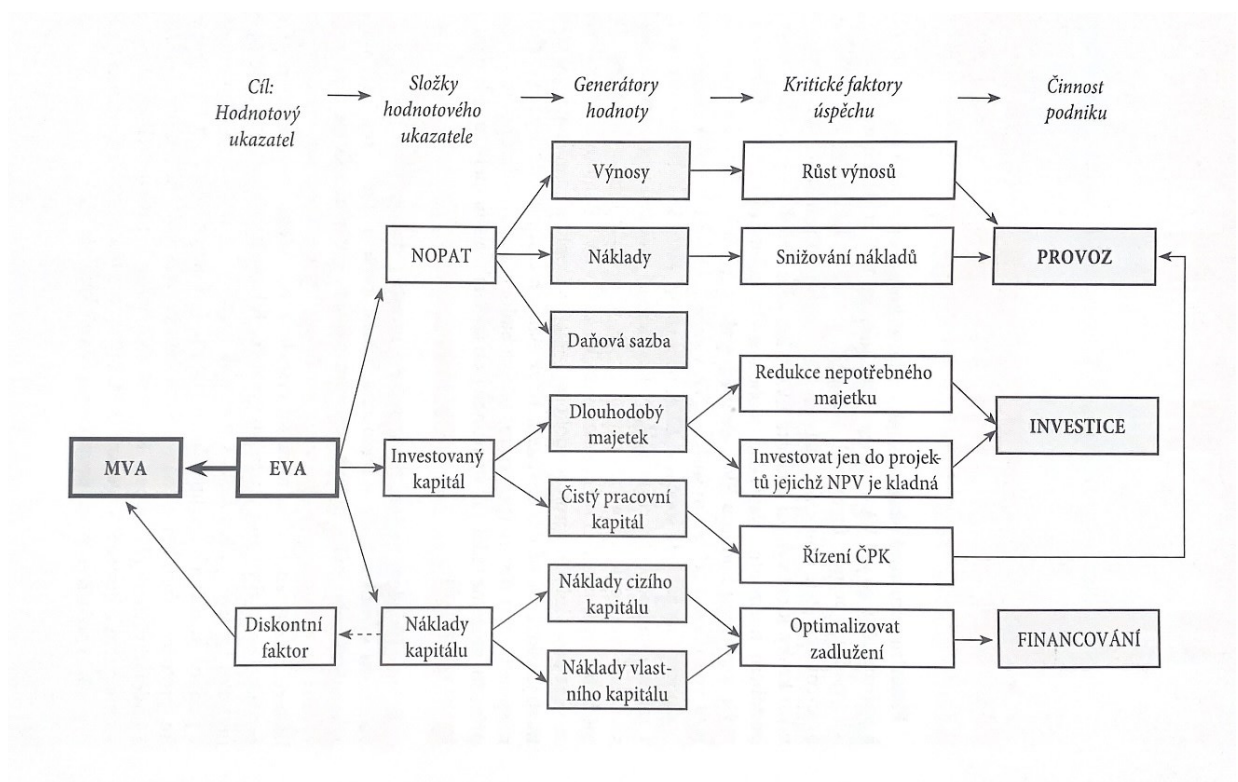 Cíl:
Hodnotový
ukazatel
Složky
hodnotového
ukazatele
Generátory
hodnoty
Kritické faktory
úspěchu
Činnost
podniku
Výnosy
Růst výnosů
NOPAT
Náklady
Snižování nákladů
PROVOZ
Daňová sazba
Redukce nepotřebného
majetku
Dlouhodobý
majetek
INVESTICE
MVA
EVA
Investovaný
kapitál
Investovat jen do projek-
tů jejichž NPV je kladná
Čistý pracovní
kapitál
Řízení ČPK
Náklady cizího
kapitálu
Diskontní
faktor
Náklady
kapitálu
Optimalizovat
zadlužení
FINANCOVÁNÍ
Náklady vlast-
ního kapitálu